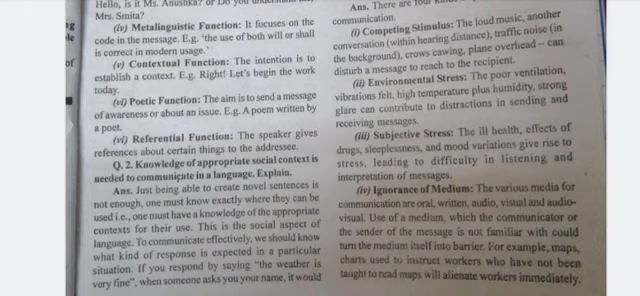 Hello, is it Ms. Anushka? or Do you
Mrs. Smita?
(iv) Metalinguistic Function: It focuses on the
code in the message. E.g. 'the use of both will or shall
is correct in modern usage.'
(v) Contextual Function: The intention is to
establish a context. E.g. Right! Let's begin the work
today.
(vi) Poetic Function: The aim is to send a message
of awareness or about an issue. E.g. A poem written by
a poet.
(vi) Referential Function: The speaker gives
references about certain things to the addressee.
Q. 2. Knowledge of appropriate social context is
needed to communicate in a language. Explain.
Ans. Just being able to create novel sentences is
not enough, one must know exactly where they can be
used i.e., one must have a knowledge of the appropriate
contexts for their use. This is the social aspect of
language. To communicate effectively, we should know
what kind of response is expected in a particular
situation. If you respond by saying "the weather is
very fine", when someone asks you your name, it would
Ans. There are four
communication.
(i) Competing Stimulus: The loud music, another
conversation (within hearing distance), traffic noise (in
the background), crows cawing, plane overhead – can
disturb a message to reach to the recipient.
(ii) Environmental Stress: The poor ventilation,
vibrations felt, high temperature plus humidity, strong
glare can contribute to distractions in sending and
receiving messages.
(iii) Subjective Stress: The ill health, effects of
drugs, sleeplessness, and mood variations give rise to
stress, leading to difficulty in listening and
interpretation of messages.
(iv) Ignorance of Medium: The various media for
communication are oral, written, audio, visual and audio-
visual. Use of a medium, which the communicator or
the sender of the message is not familiar with could
turn the medium itself into barrier. For example, maps,
charts used to instruct workers who have not been
taught to read maps will alienate workers immediately.